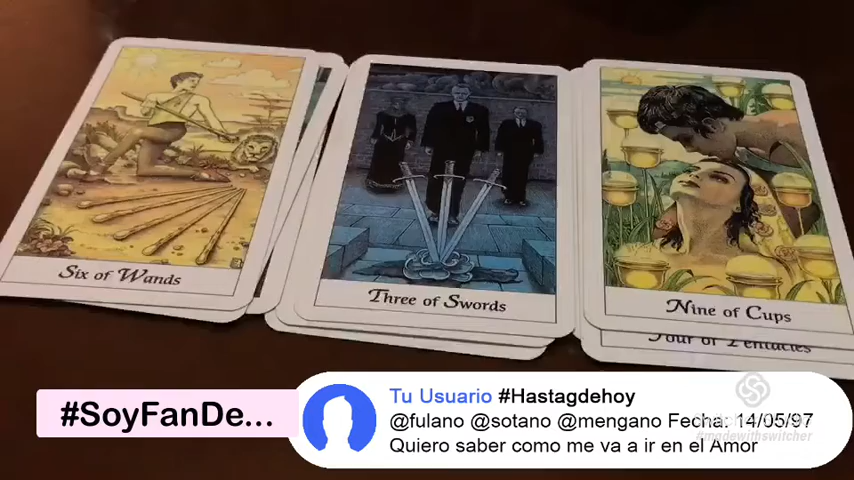 Six of Wands
Three of Swords
Nine of Cups
Four of Pentacles
#SoyFanDe...
Tu Usuario #Hastagdehoy
@fulano @sotano @mengano Fecha: 14/05/97
Quiero saber como me va a ir en el Amor
#madewithswitcher